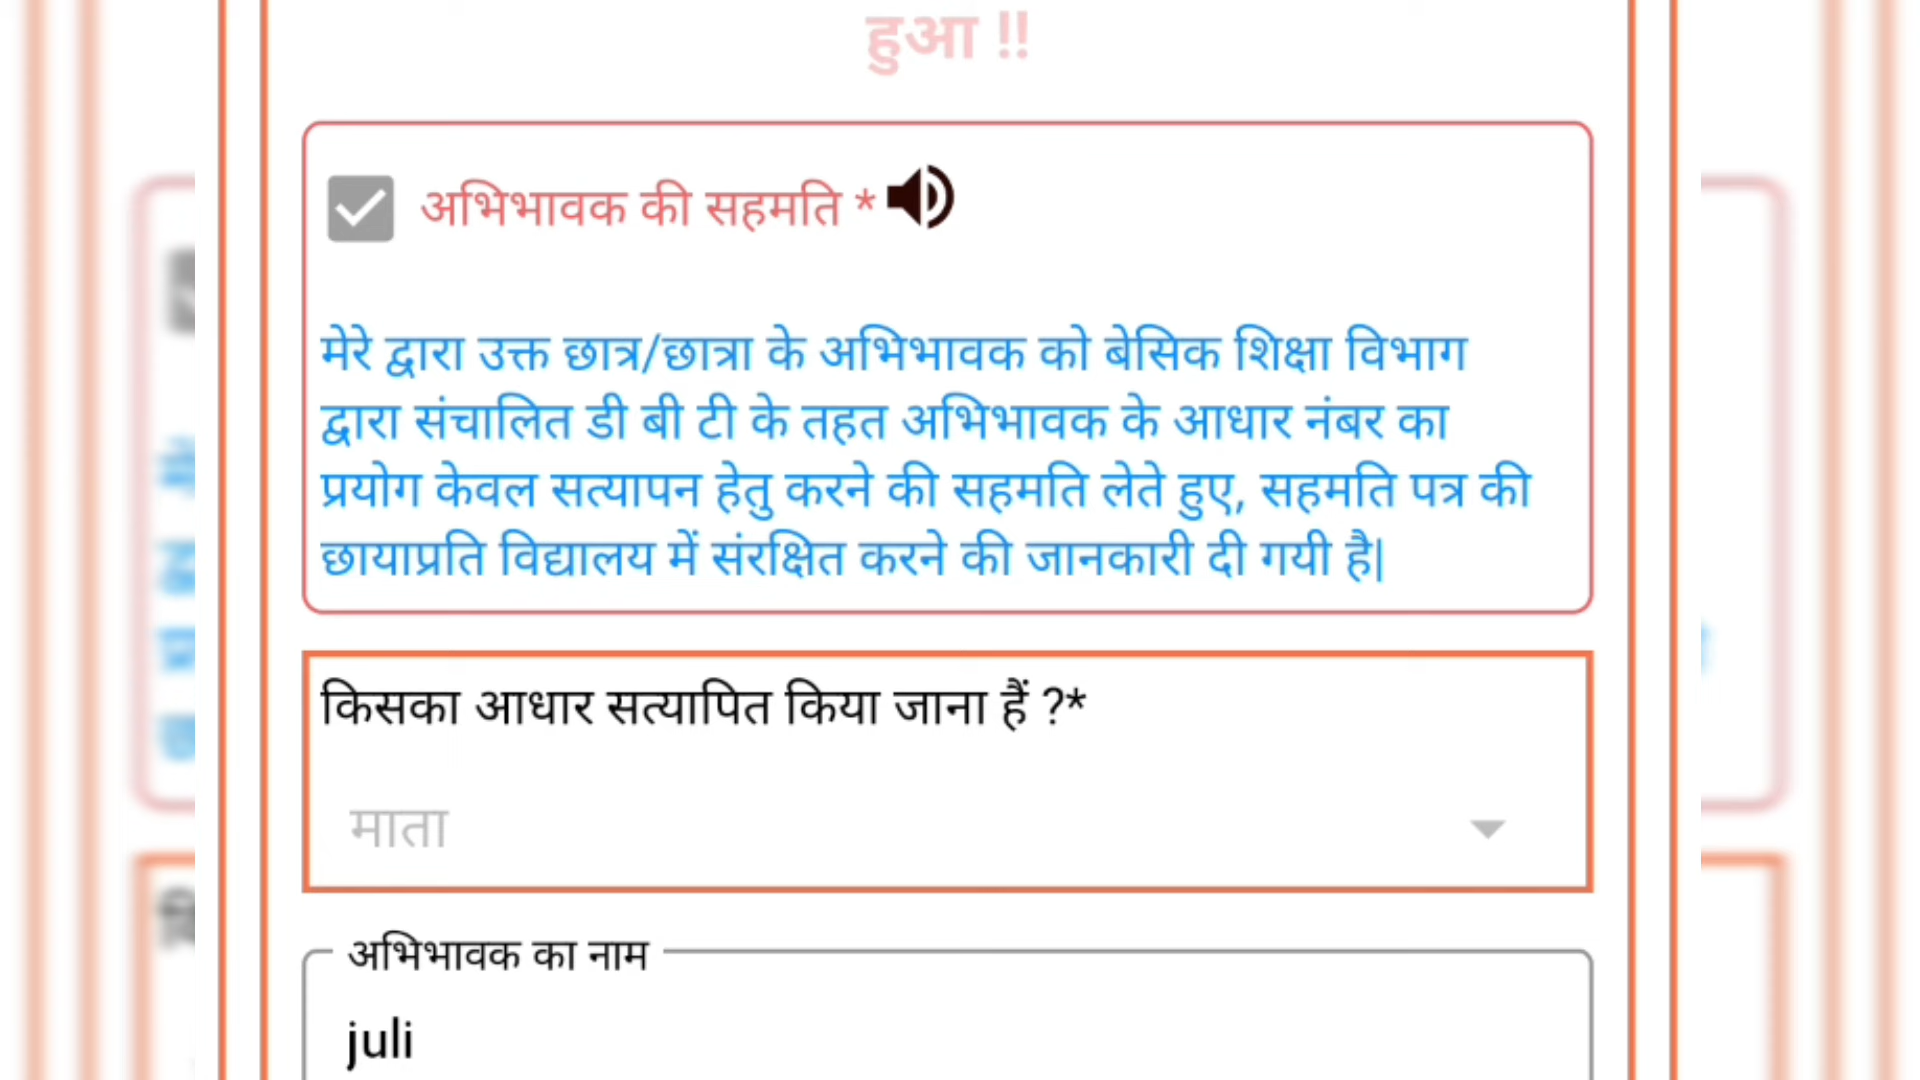 हुआ !!
अभिभावक की सहमति *
मेरे द्वारा उक्त छात्र/छात्रा के अभिभावक को बेसिक शिक्षा विभाग
द्वारा संचालित डी बी टी के तहत अभिभावक के आधार नंबर का
प्रयोग केवल सत्यापन हेतु करने की सहमति लेते हुए, सहमति पत्र की
छायाप्रति विद्यालय में संरक्षित करने की जानकारी दी गयी है|
किसका आधार सत्यापित किया जाना हैं ?*
माता
अभिभावक का नाम
juli